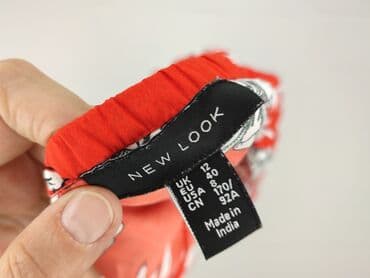 NEW LOOK
UK 12
EU 40
USA 8
CN 170/
92A
Made in
India